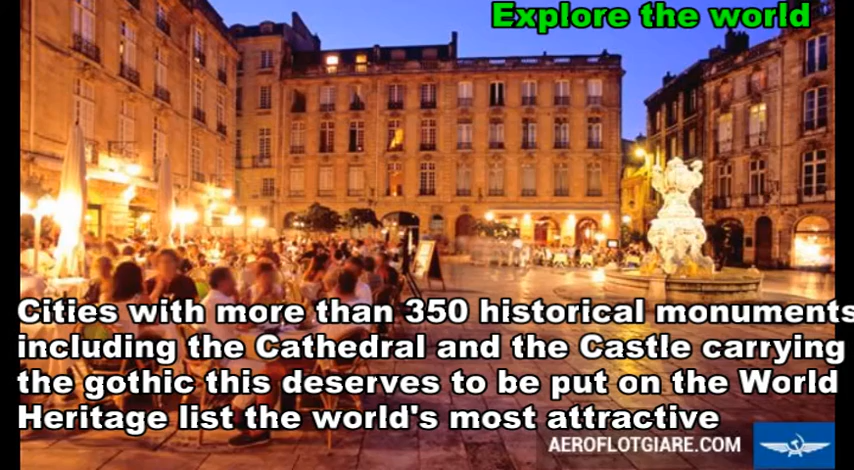 Explore the world
Cities with more than 350 historical monuments
including the Cathedral and the Castle carrying
the gothic this deserves to be put on the World
Heritage list the world's most attractive
AEROFLOTGIARE.COM